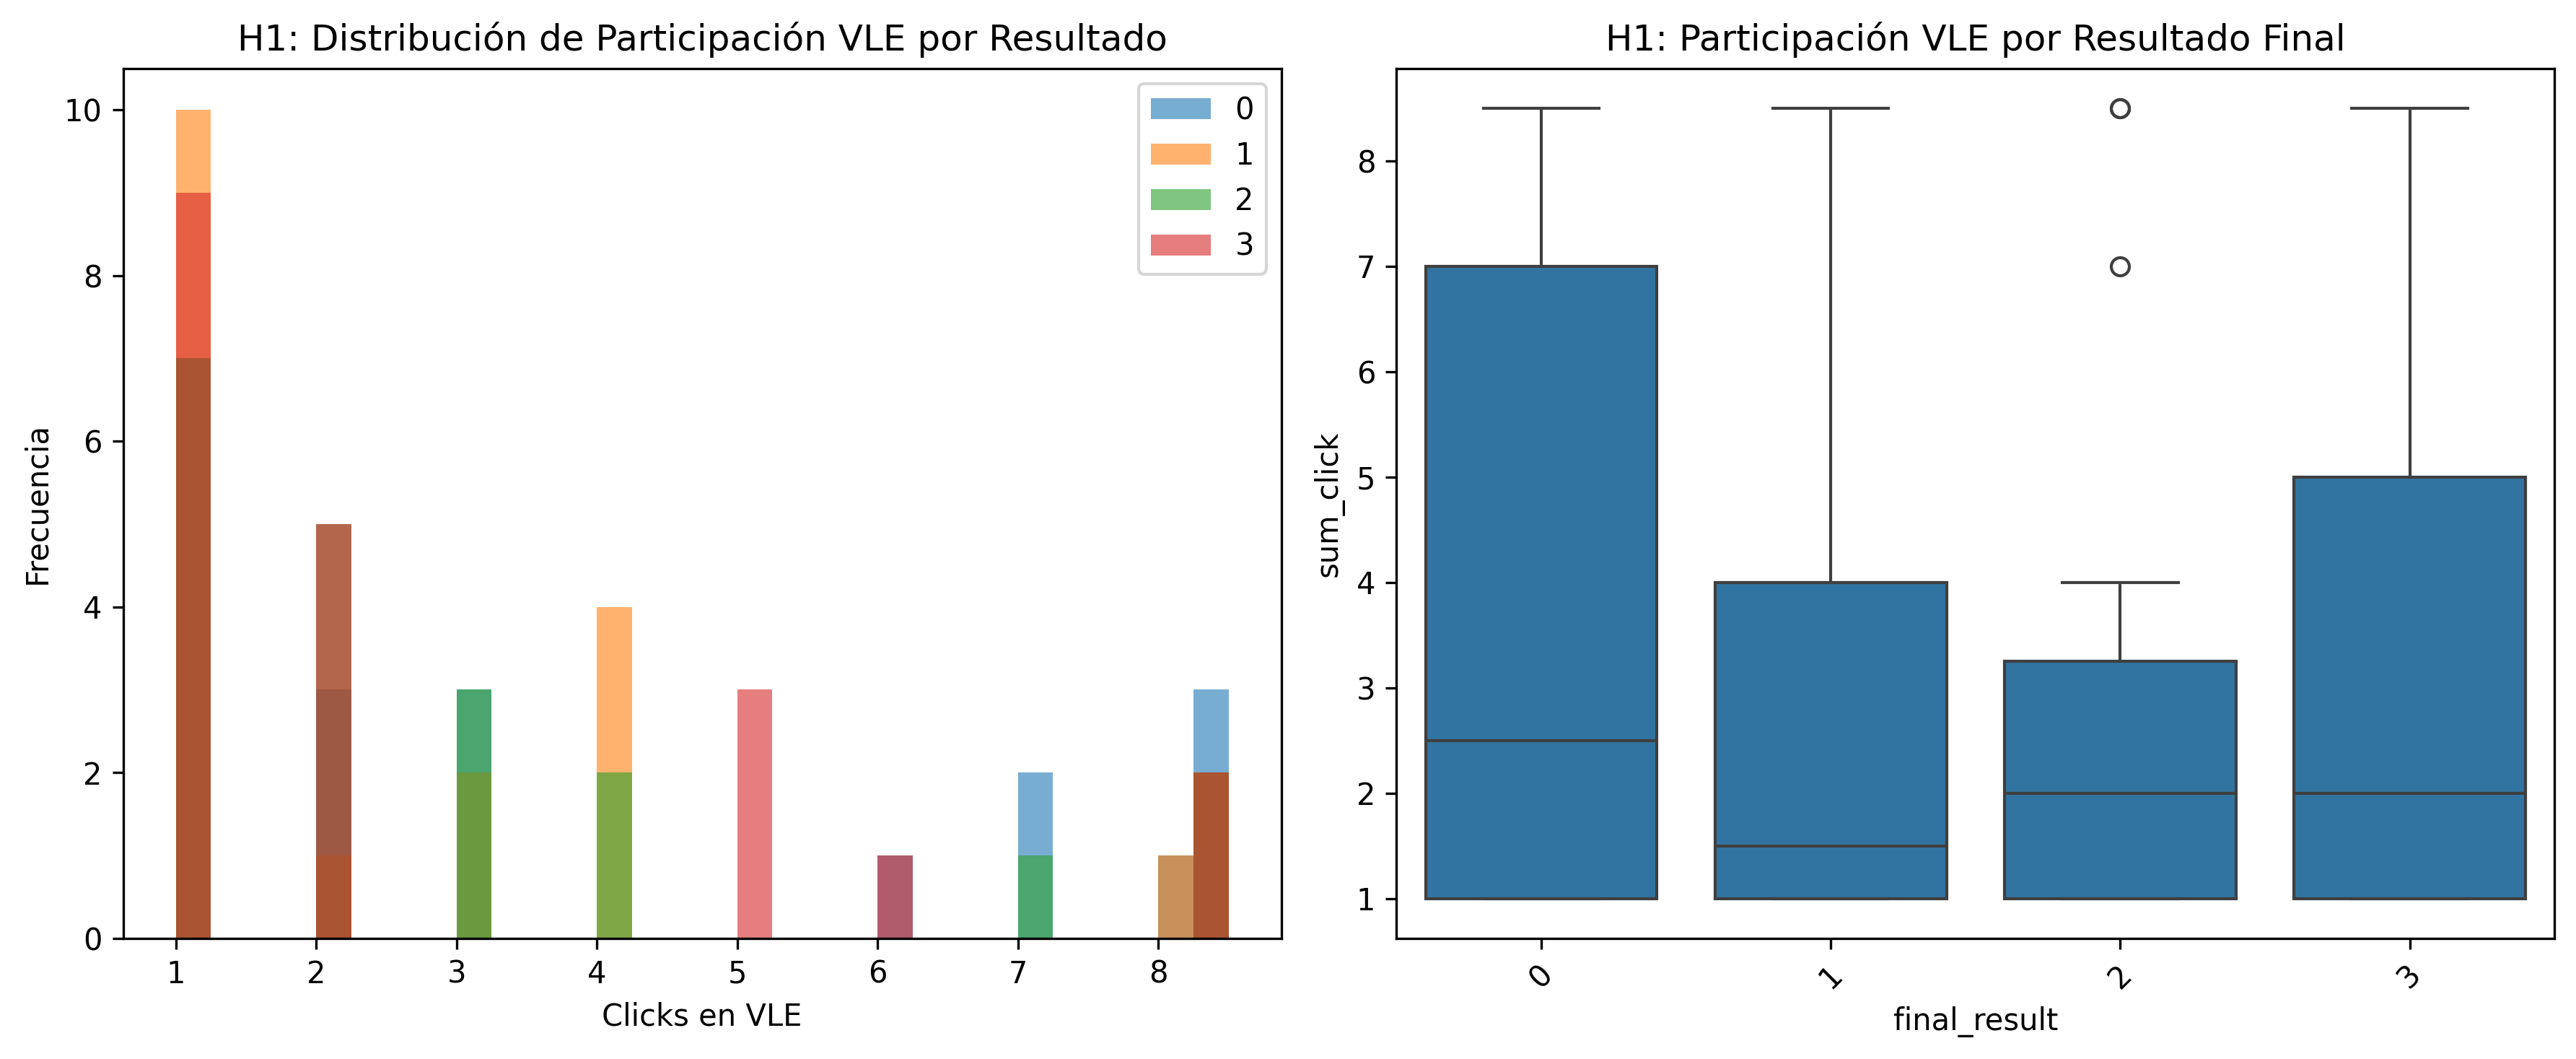 H1: Distribución de Participación VLE por Resultado
10
8
6
4
2
0
Frecuencia
0
1
2
3
1 2 3 4 5 6 7 8
Clicks en VLE
H1: Participación VLE por Resultado Final
8
7
6
5
4
3
2
1
sum_click
0 1 2 3
final_result